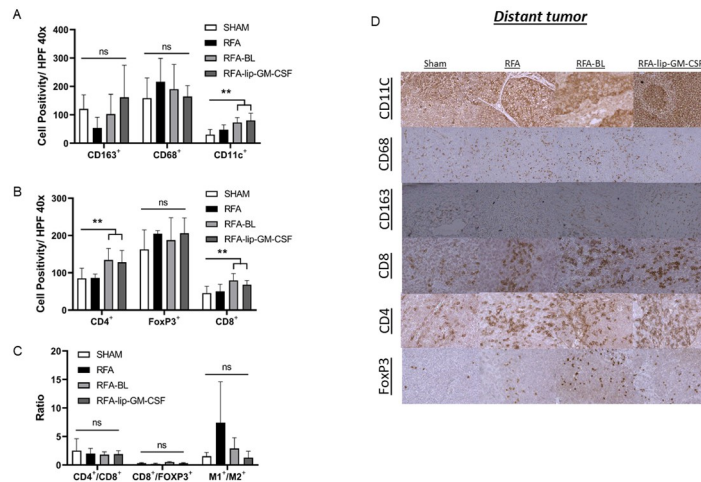 A
SHAM
RFA
RFA-BL
RFA-lip-GM-CSF
Cell Positivity/ HPF 40x
400
300
200
100
0
ns
ns
**
CD163+
CD68+
CD11c+
B
SHAM
RFA
RFA-BL
RFA-lip-GM-CSF
Cell Positivity/ HPF 40x
300
200
100
0
**
ns
**
CD4+
FoxP3+
CD8+
C
SHAM
RFA
RFA-BL
RFA-lip-GM-CSF
Ratio
20
15
10
5
0
ns
ns
ns
CD4+/CD8+
CD8+/FOXP3+
M1+/M2+
D
Distant tumor
Sham
RFA
RFA-BL
RFA-lip-GM-CSF
CD11C
CD68
CD163
CD8
CD4
FoxP3